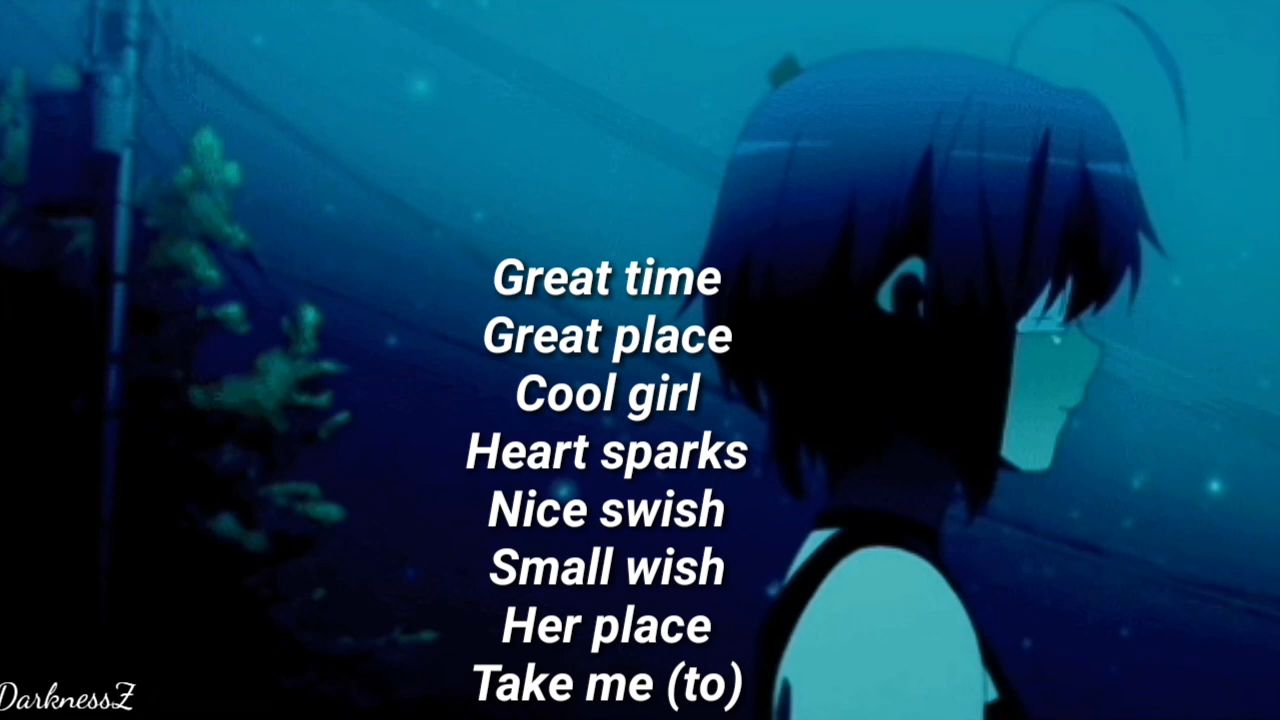 Great time
Great place
Cool girl
Heart sparks
Nice swish
Small wish
Her place
Take me (to)
DarknessZ